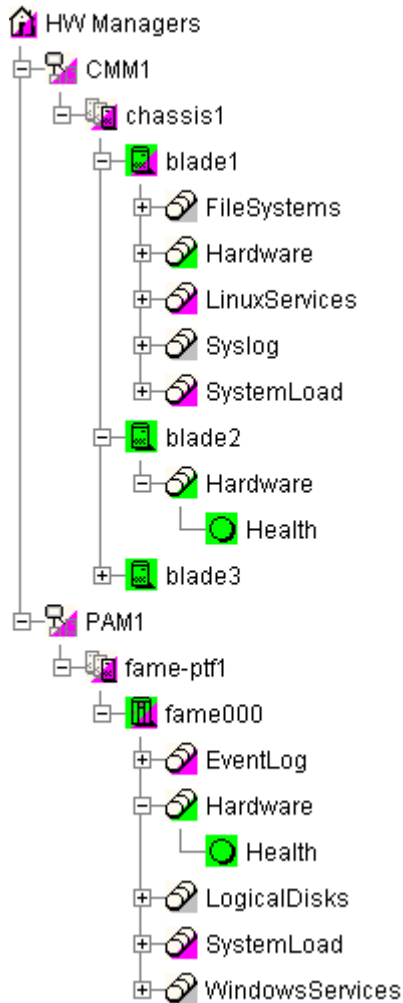 HW Managers
CMM1
chassis1
blade1
FileSystems
Hardware
LinuxServices
Syslog
SystemLoad
blade2
Hardware
Health
blade3
PAM1
fame-ptf1
fame000
EventLog
Hardware
Health
LogicalDisks
SystemLoad
WindowsServices